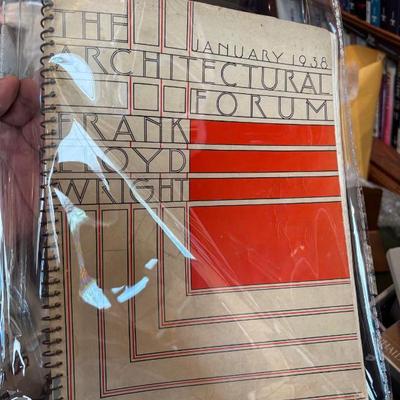 THE JANUARY 1938
ARCHITECTURAL
FORUM
FRANK
LLOYD
WRIGHT